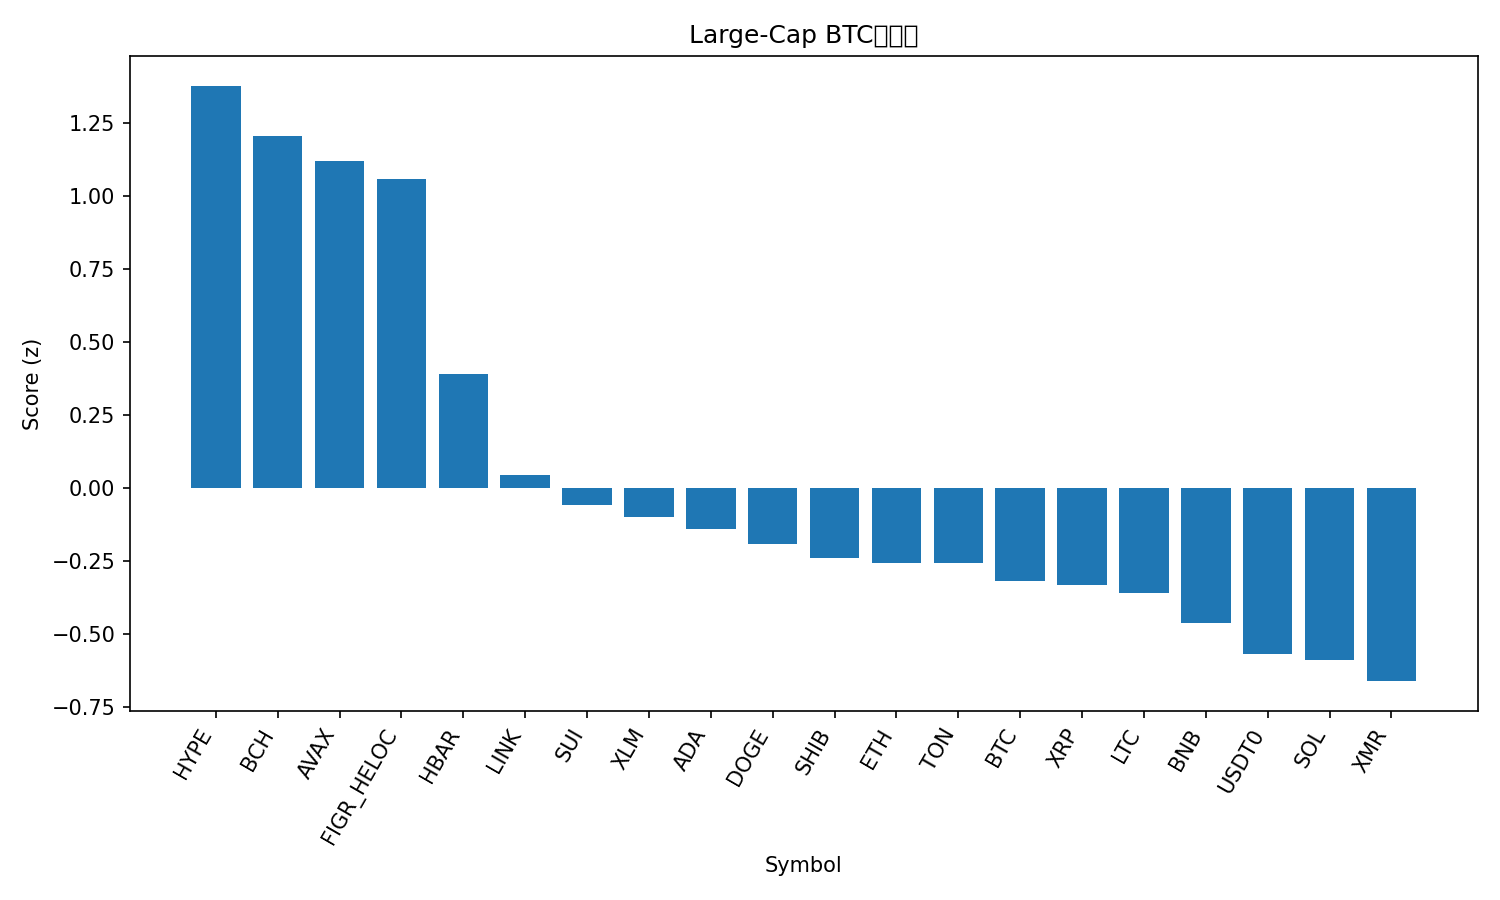 Large-Cap BTC
Score (z)
1.25
1.00
0.75
0.50
0.25
0.00
−0.25
−0.50
−0.75
HYPE
BCH
AVAX
FIGR_HELOC
HBAR
LINK
SUI
XLM
ADA
DOGE
SHIB
ETH
TON
BTC
XRP
LTC
BNB
USDT0
SOL
XMR
Symbol